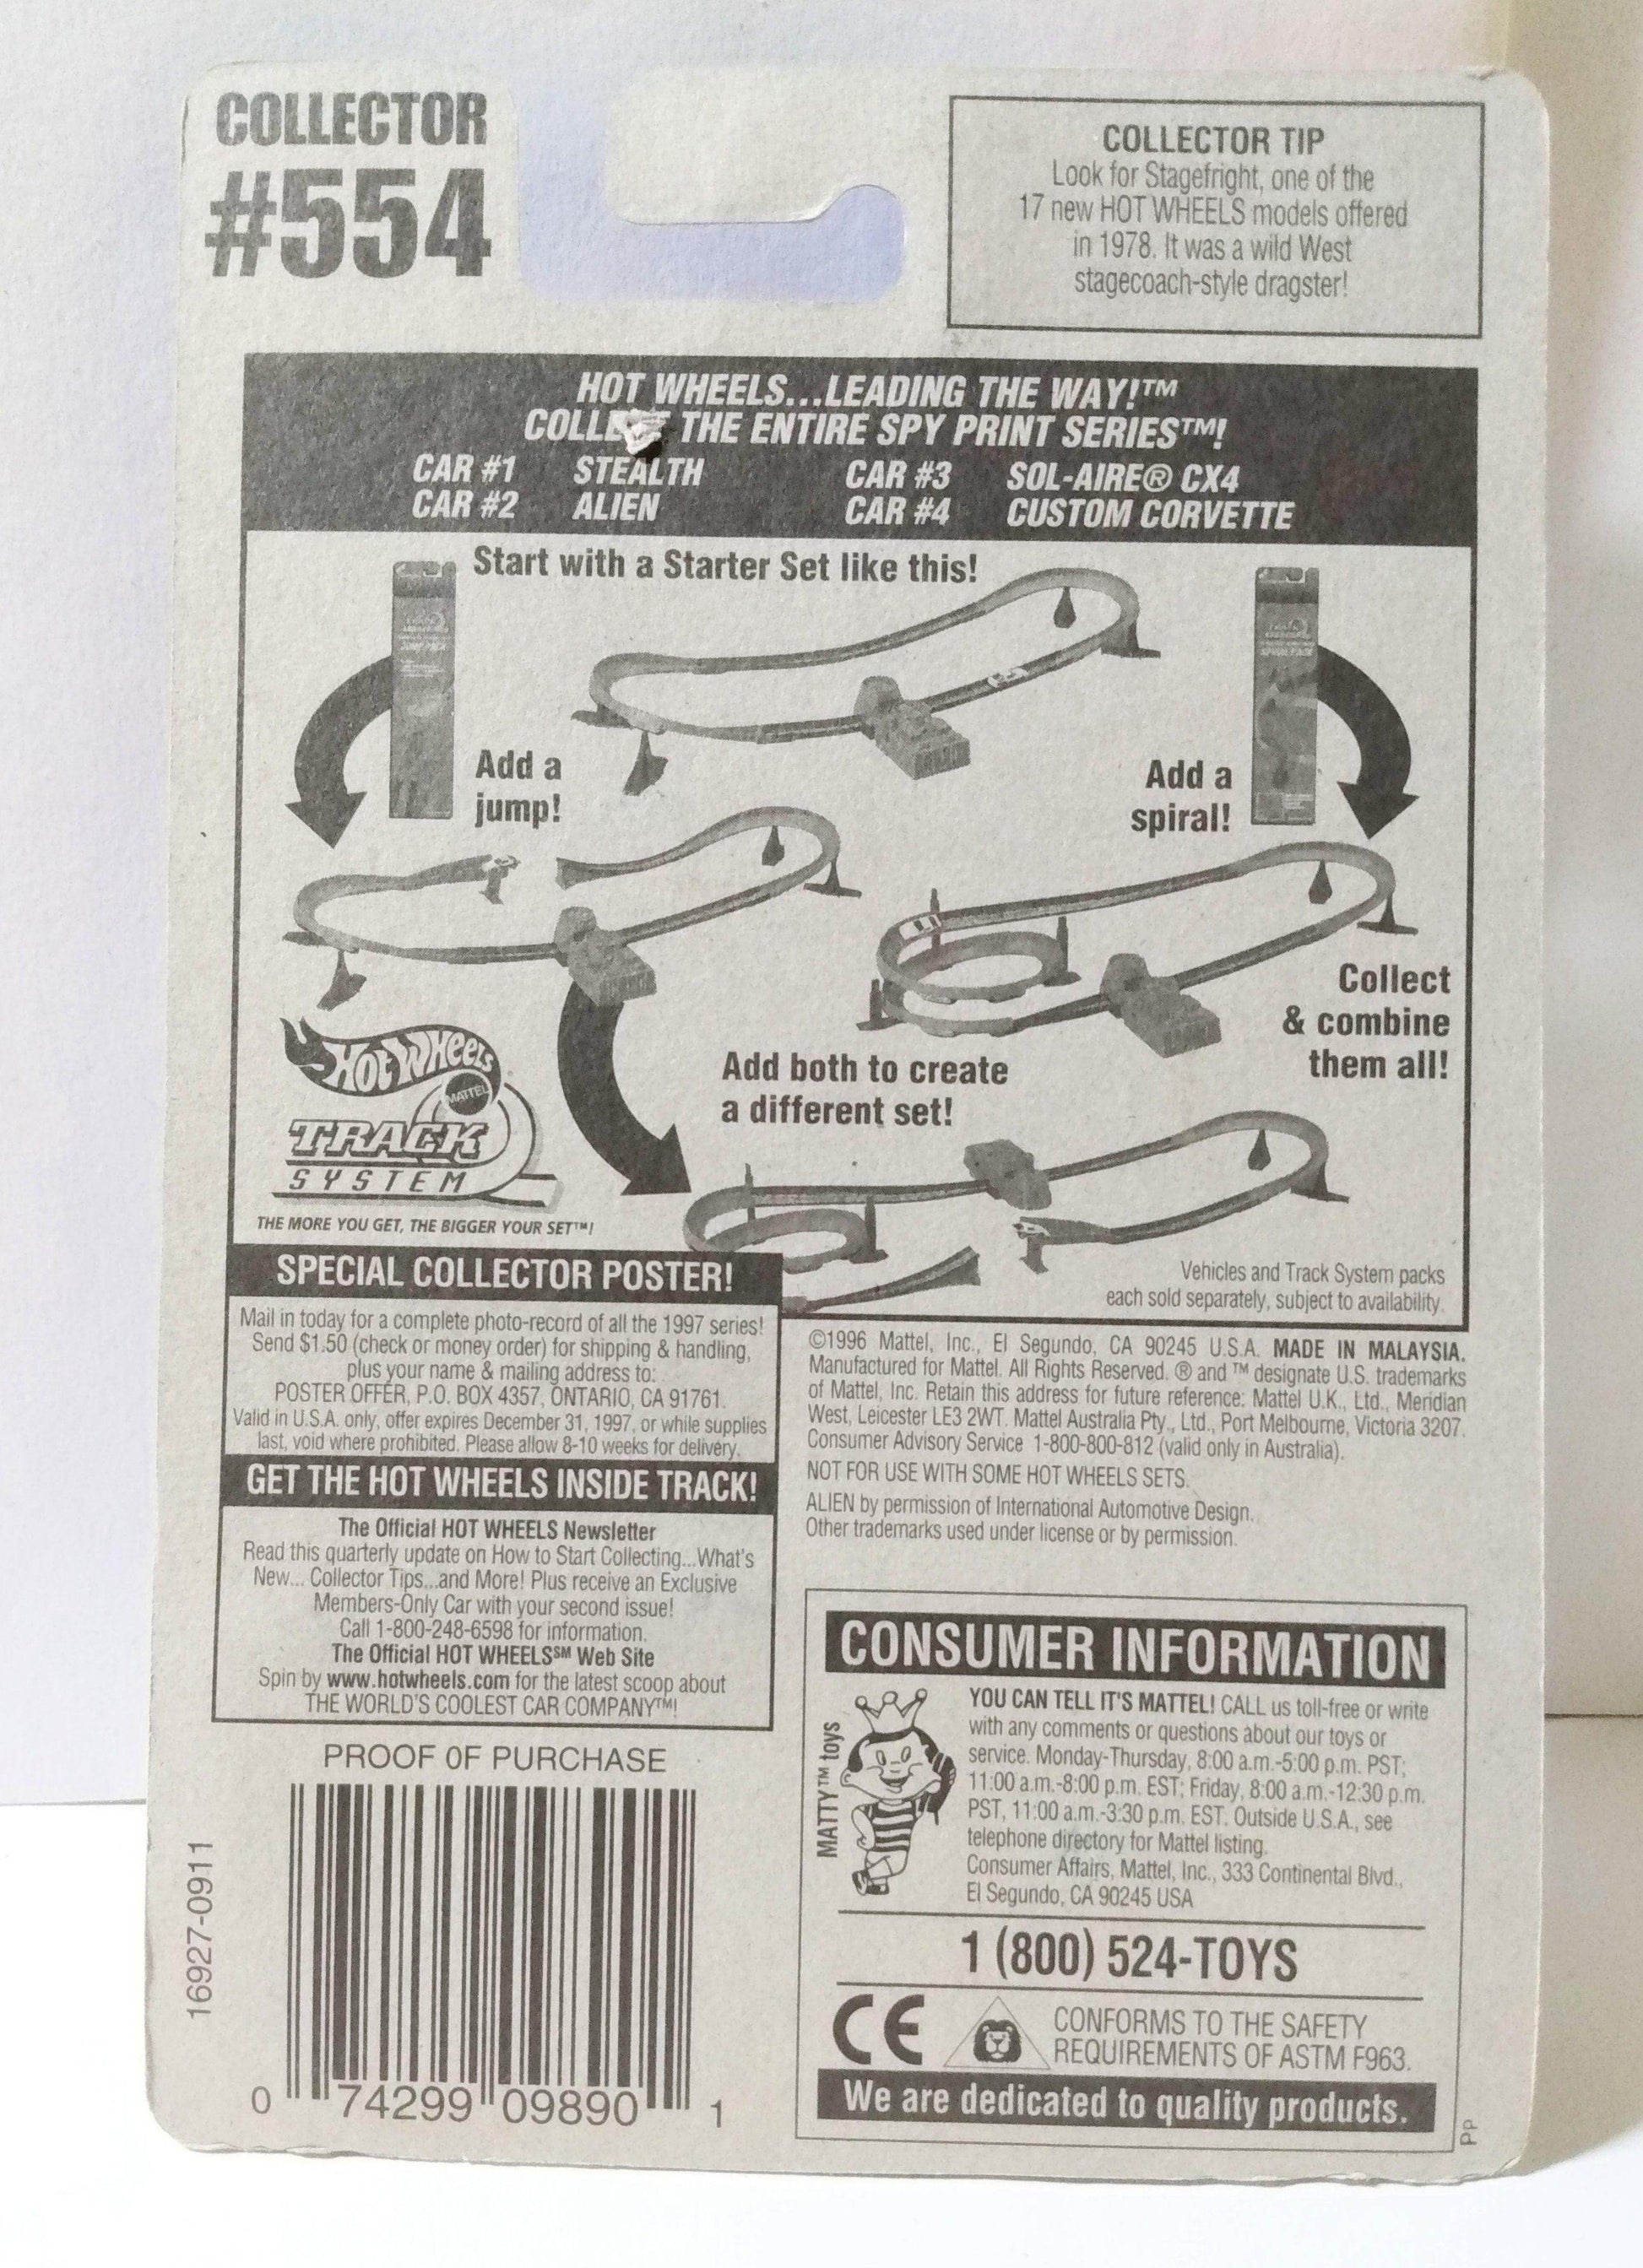 COLLECTOR
#554
COLLECTOR TIP
Look for Stagefright, one of the
17 new HOT WHEELS models offered
in 1978. It was a wild West
stagecoach-style dragster!
HOT WHEELS...LEADING THE WAY!™
COLLE THE ENTIRE SPY PRINT SERIES™!
CAR #1 STEALTH CAR #3 SOL-AIRE® CX4
CAR #2 ALIEN CAR #4 CUSTOM CORVETTE
Start with a Starter Set like this!
Add a
jump!
Add a
spiral!
Collect
& combine
them all!
Add both to create
a different set!
Hot Wheels
MATTEL
TRACK
SYSTEM
THE MORE YOU GET, THE BIGGER YOUR SET™!
Vehicles and Track System packs
each sold separately, subject to availability.
SPECIAL COLLECTOR POSTER!
Mail in today for a complete photo-record of all the 1997 series!
Send $1.50 (check or money order) for shipping & handling,
plus your name & mailing address to:
POSTER OFFER, P.O. BOX 4357, ONTARIO, CA 91761.
Valid in U.S.A. only, offer expires December 31, 1997, or while supplies
last, void where prohibited. Please allow 8-10 weeks for delivery.
GET THE HOT WHEELS INSIDE TRACK!
The Official HOT WHEELS Newsletter
Read this quarterly update on How to Start Collecting...What's
New... Collector Tips...and More! Plus receive an Exclusive
Members-Only Car with your second issue!
Call 1-800-248-6598 for information.
The Official HOT WHEELS℠ Web Site
Spin by www.hotwheels.com for the latest scoop about
THE WORLD'S COOLEST CAR COMPANY™!
©1996 Mattel, Inc., El Segundo, CA 90245 U.S.A. MADE IN MALAYSIA.
Manufactured for Mattel. All Rights Reserved. ® and ™ designate U.S. trademarks
of Mattel, Inc. Retain this address for future reference: Mattel U.K., Ltd., Meridian
West, Leicester LE3 2WT. Mattel Australia Pty., Ltd., Port Melbourne, Victoria 3207.
Consumer Advisory Service 1-800-800-812 (valid only in Australia).
NOT FOR USE WITH SOME HOT WHEELS SETS.
ALIEN by permission of International Automotive Design.
Other trademarks used under license or by permission.
CONSUMER INFORMATION
MATTY™ toys
YOU CAN TELL IT'S MATTEL! CALL us toll-free or write
with any comments or questions about our toys or
service. Monday-Thursday, 8:00 a.m.-5:00 p.m. PST;
11:00 a.m.-8:00 p.m. EST; Friday, 8:00 a.m.-12:30 p.m.
PST, 11:00 a.m.-3:30 p.m. EST. Outside U.S.A., see
telephone directory for Mattel listing.
Consumer Affairs, Mattel, Inc., 333 Continental Blvd.,
El Segundo, CA 90245 USA
1 (800) 524-TOYS
CE
CONFORMS TO THE SAFETY
REQUIREMENTS OF ASTM F963.
We are dedicated to quality products.
PP
PROOF OF PURCHASE
16927-0911
0 74299 09890 1